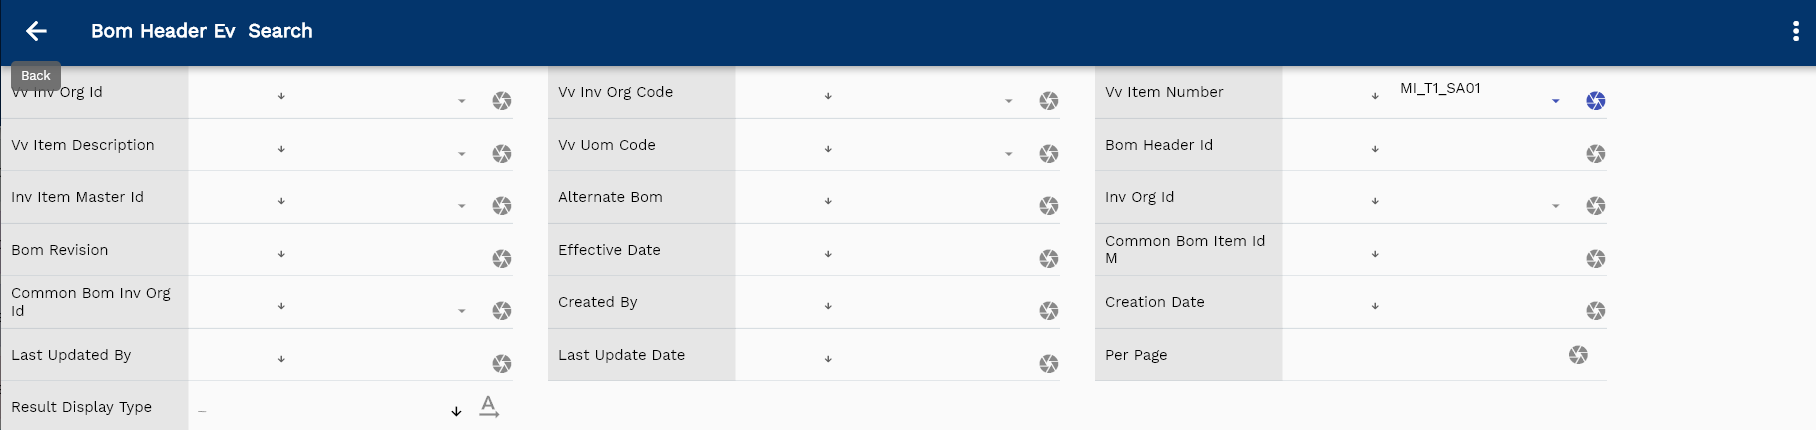 Bom Header Ev Search
Back
Vv Inv Org Id
Vv Inv Org Code
Vv Item Number
MI_T1_SA01
Vv Item Description
Vv Uom Code
Bom Header Id
Inv Item Master Id
Alternate Bom
Inv Org Id
Bom Revision
Effective Date
Common Bom Item Id
M
Common Bom Inv Org
Id
Created By
Creation Date
Last Updated By
Last Update Date
Per Page
Result Display Type